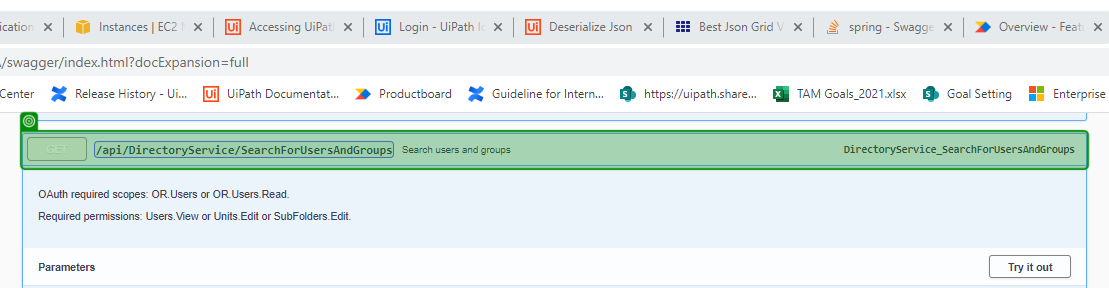 ication
Instances | EC2 M
Accessing UiPat
Login - UiPath Id
Deserialize Json
Best Json Grid V
spring - Swagge
Overview - Feat
/swagger/index.html?docExpansion=full
Center
Release History - Ui...
UiPath Documentat...
Productboard
Guideline for Intern...
https://uipath.share...
TAM Goals_2021.xlsx
Goal Setting
Enterprise
GET /api/DirectoryService/SearchForUsersAndGroups Search users and groups DirectoryService_SearchForUsersAndGroups
OAuth required scopes: OR.Users or OR.Users.Read.
Required permissions: Users.View or Units.Edit or SubFolders.Edit.
Parameters
Try it out